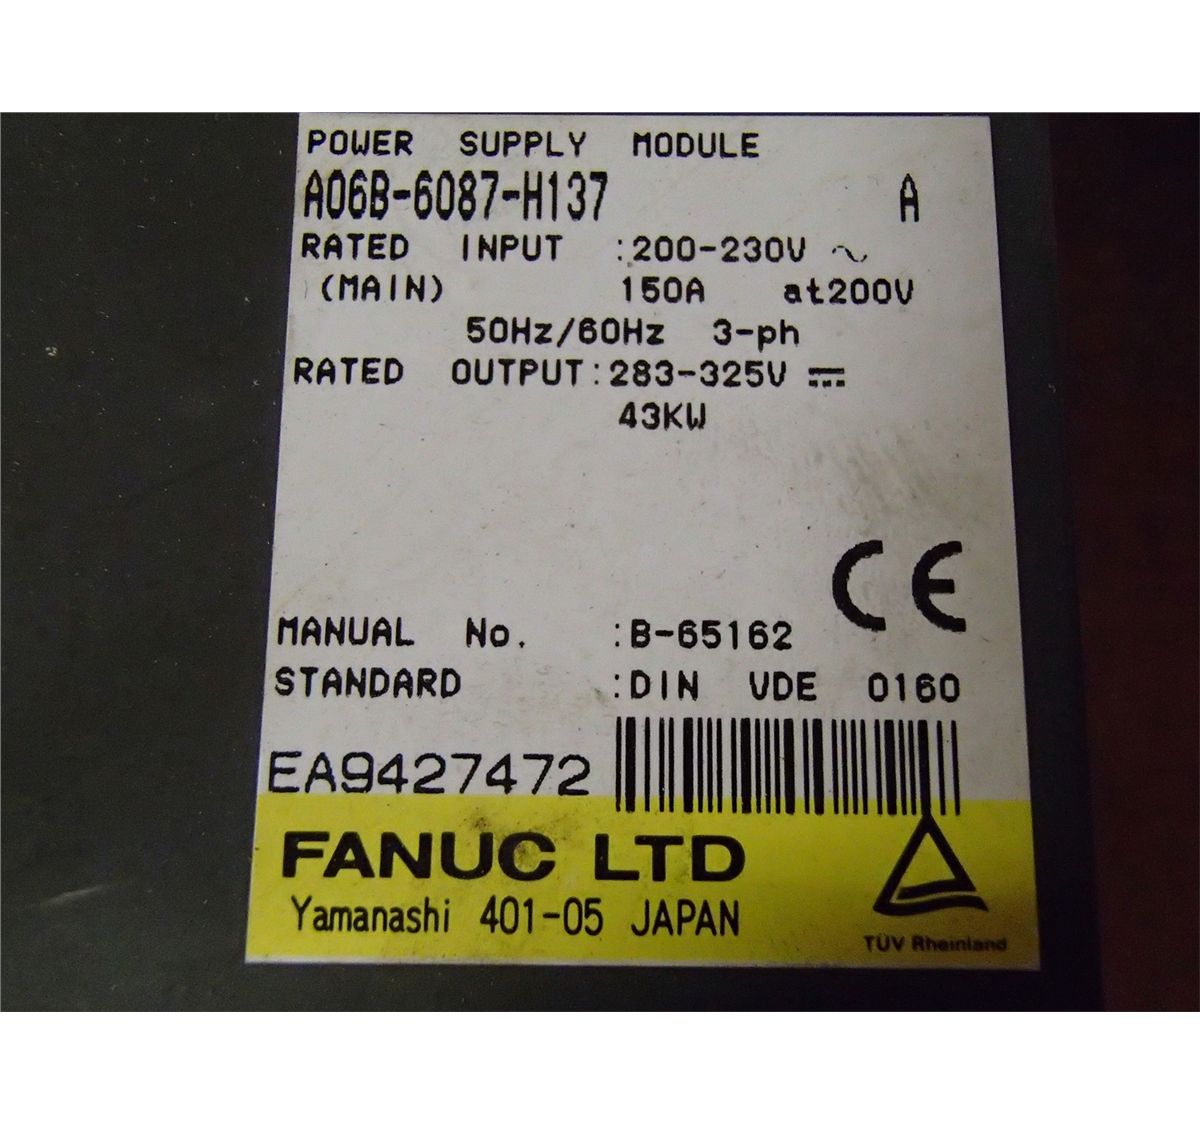 POWER SUPPLY MODULE
A06B-6087-H137 A
RATED INPUT :200-230V ~
(MAIN) 150A at200V
50Hz/60Hz 3-ph
RATED OUTPUT:283-325V ⎓
43KW
CE
MANUAL No. :B-65162
STANDARD :DIN VDE 0160
EA9427472
FANUC LTD
Yamanashi 401-05 JAPAN
TÜV Rheinland